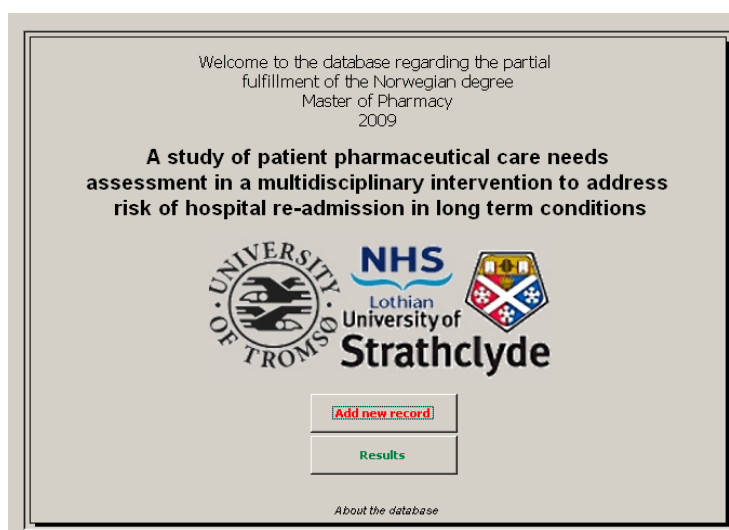 Welcome to the database regarding the partial
fulfillment of the Norwegian degree
Master of Pharmacy
2009
A study of patient pharmaceutical care needs
assessment in a multidisciplinary intervention to address
risk of hospital re-admission in long term conditions
UNIVERSITY
OF TROMSØ
NHS
Lothian
University of
Strathclyde
Add new record
Results
About the database